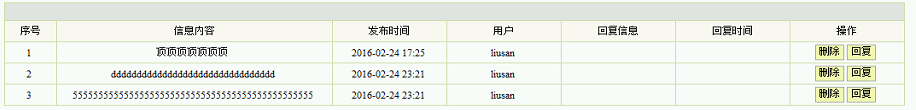 序号 信息内容 发布时间 用户 回复信息 回复时间 操作
1 顶顶顶顶顶顶顶 2016-02-24 17:25 liusan 删除 回复
2 ddddddddddddddddddddddddddddddddd 2016-02-24 23:21 liusan 删除 回复
3 5555555555555555555555555555555555555555555555555 2016-02-24 23:21 liusan 删除 回复